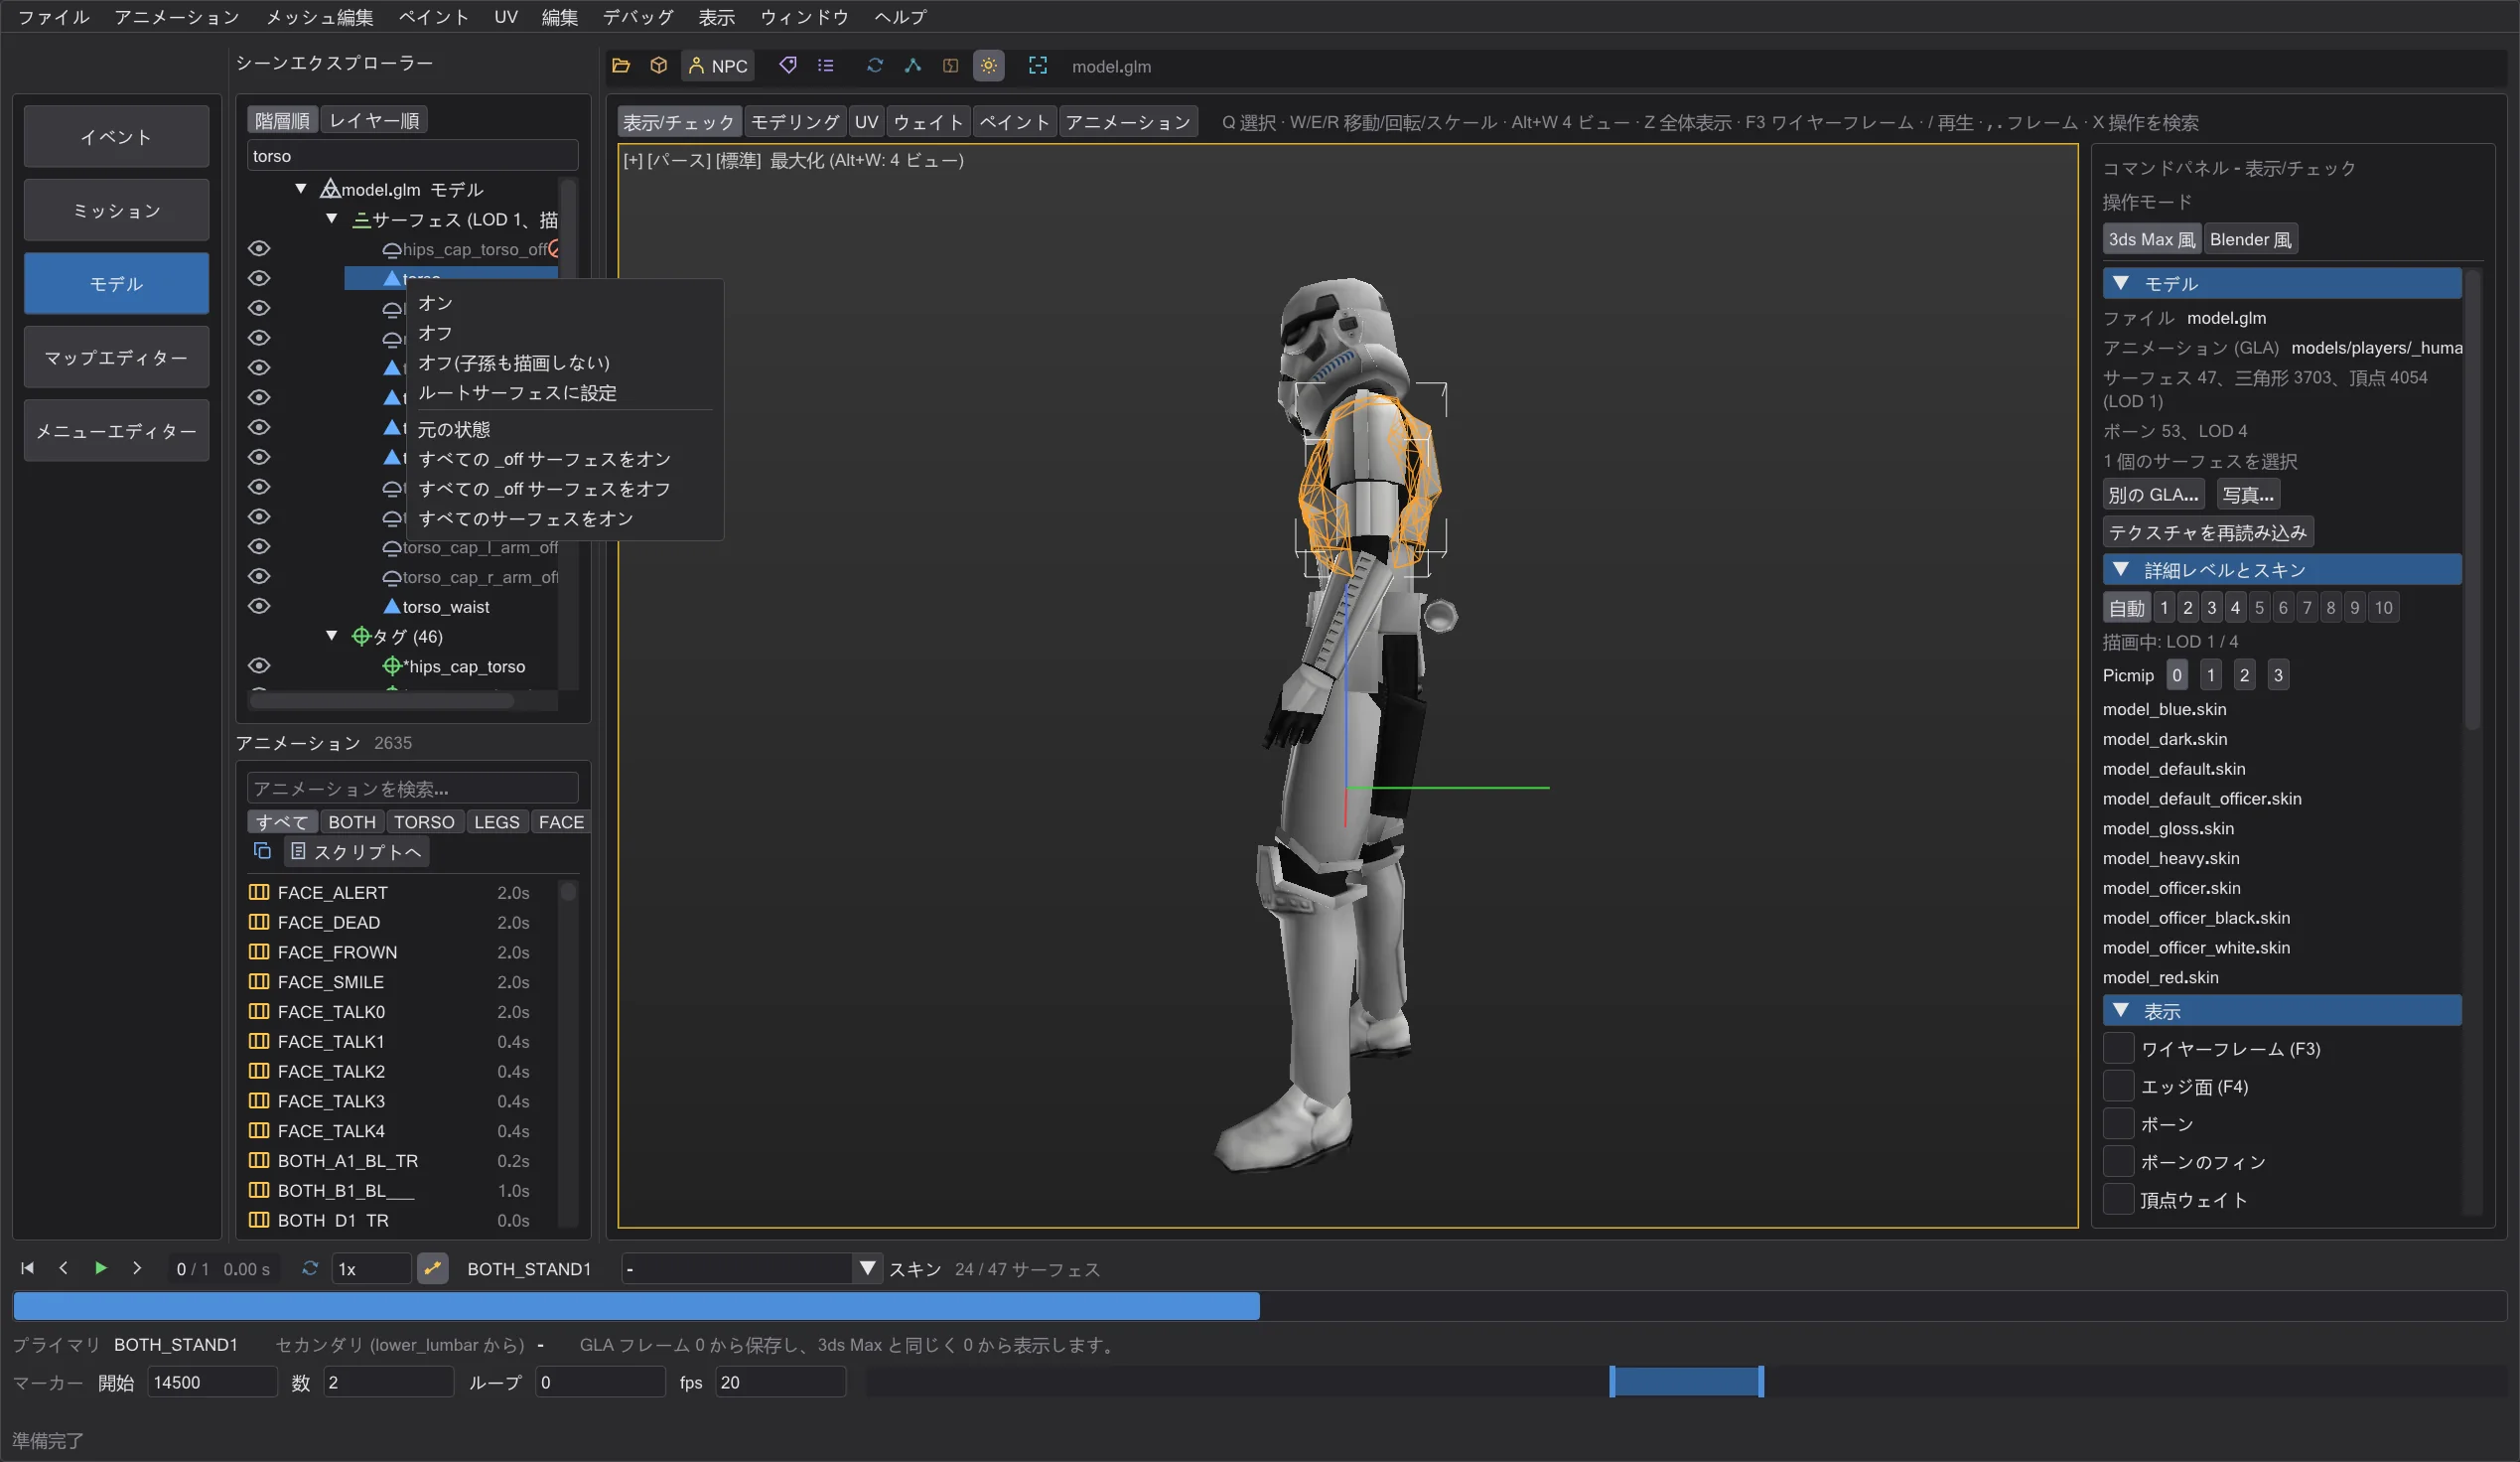 ファイル アニメーション メッシュ編集 ペイント UV 編集 デバッグ 表示 ウィンドウ ヘルプ
シーンエクスプローラー
NPC model.glm
イベント
ミッション
モデル
マップエディター
メニューエディター
階層順 レイヤー順
torso
model.glm モデル
サーフェス (LOD 1、描
hips_cap_torso_off
torso
オン
オフ
オフ(子孫も描画しない)
ルートサーフェスに設定
元の状態
すべての _off サーフェスをオン
すべての _off サーフェスをオフ
すべてのサーフェスをオン
torso_cap_l_arm_off
torso_cap_r_arm_off
torso_waist
タグ (46)
*hips_cap_torso
アニメーション 2635
アニメーションを検索...
すべて BOTH TORSO LEGS FACE
スクリプトへ
FACE_ALERT 2.0s
FACE_DEAD 2.0s
FACE_FROWN 2.0s
FACE_SMILE 2.0s
FACE_TALK0 2.0s
FACE_TALK1 0.4s
FACE_TALK2 0.4s
FACE_TALK3 0.4s
FACE_TALK4 0.4s
BOTH_A1_BL_TR 0.2s
BOTH_B1_BL___ 1.0s
BOTH_D1_TR 0.0s
表示/チェック モデリング UV ウェイト ペイント アニメーション Q 選択 · W/E/R 移動/回転/スケール · Alt+W 4 ビュー · Z 全体表示 · F3 ワイヤーフレーム · / 再生 · , . フレーム · X 操作を検索
[+] [パース] [標準] 最大化 (Alt+W: 4 ビュー)
コマンドパネル - 表示/チェック
操作モード
3ds Max 風 Blender 風
モデル
ファイル model.glm
アニメーション (GLA) models/players/_huma
サーフェス 47、三角形 3703、頂点 4054
(LOD 1)
ボーン 53、LOD 4
1 個のサーフェスを選択
別の GLA... 写真...
テクスチャを再読み込み
詳細レベルとスキン
自動 1 2 3 4 5 6 7 8 9 10
描画中: LOD 1 / 4
Picmip 0 1 2 3
model_blue.skin
model_dark.skin
model_default.skin
model_default_officer.skin
model_gloss.skin
model_heavy.skin
model_officer.skin
model_officer_black.skin
model_officer_white.skin
model_red.skin
表示
ワイヤーフレーム (F3)
エッジ面 (F4)
ボーン
ボーンのフィン
頂点ウェイト
0 / 1 0.00 s 1x BOTH_STAND1 - スキン 24 / 47 サーフェス
プライマリ BOTH_STAND1 セカンダリ (lower_lumbar から) - GLA フレーム 0 から保存し、3ds Max と同じく 0 から表示します。
マーカー 開始 14500 数 2 ループ 0 fps 20
準備完了